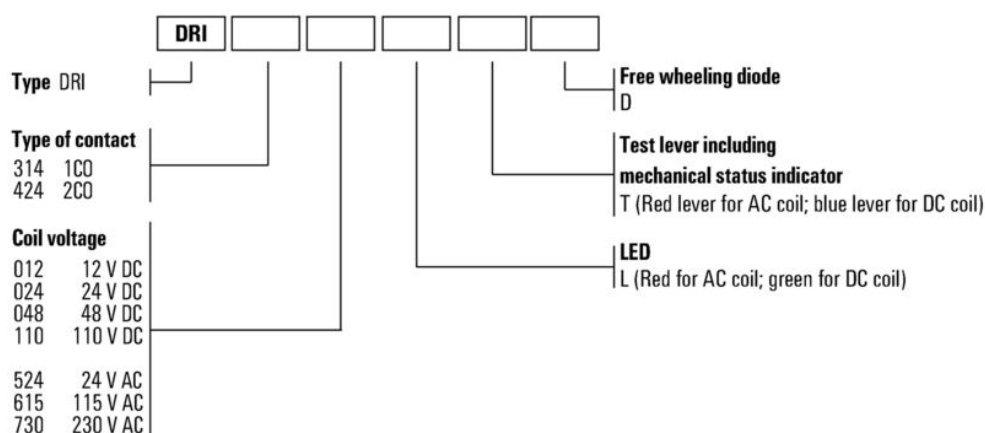 DRI
Type DRI
Type of contact
314 1CO
424 2CO
Coil voltage
012 12 V DC
024 24 V DC
048 48 V DC
110 110 V DC
524 24 V AC
615 115 V AC
730 230 V AC
Free wheeling diode
D
Test lever including
mechanical status indicator
T (Red lever for AC coil; blue lever for DC coil)
LED
L (Red for AC coil; green for DC coil)